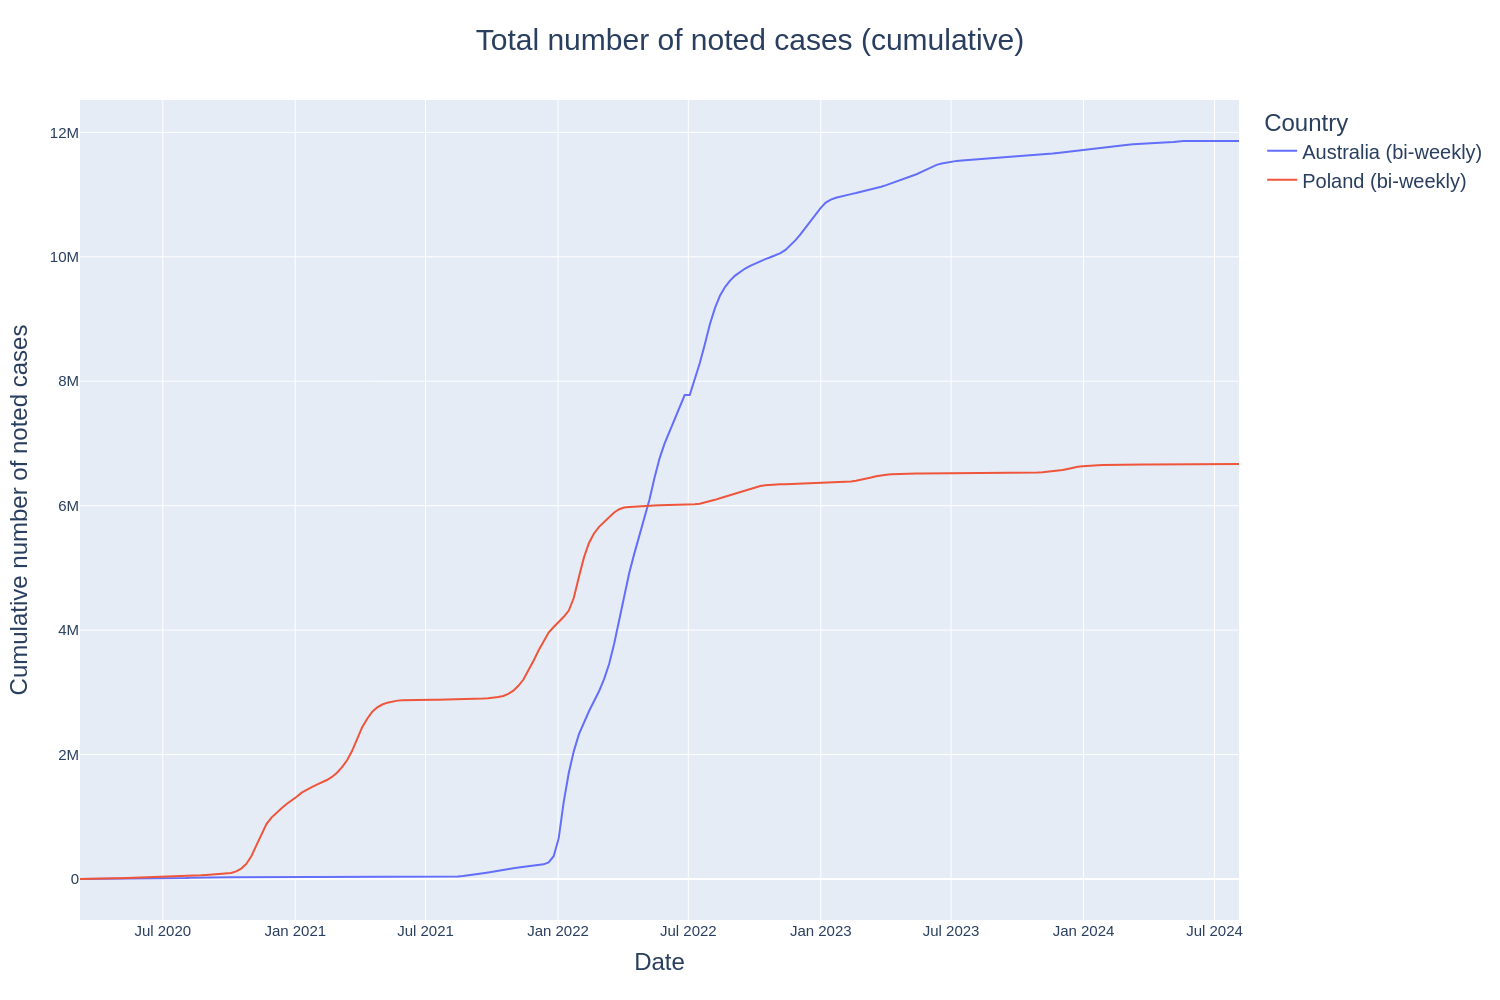 Total number of noted cases (cumulative)
Country
Australia (bi-weekly)
Poland (bi-weekly)
Cumulative number of noted cases
12M
10M
8M
6M
4M
2M
0
Jul 2020
Jan 2021
Jul 2021
Jan 2022
Jul 2022
Jan 2023
Jul 2023
Jan 2024
Jul 2024
Date